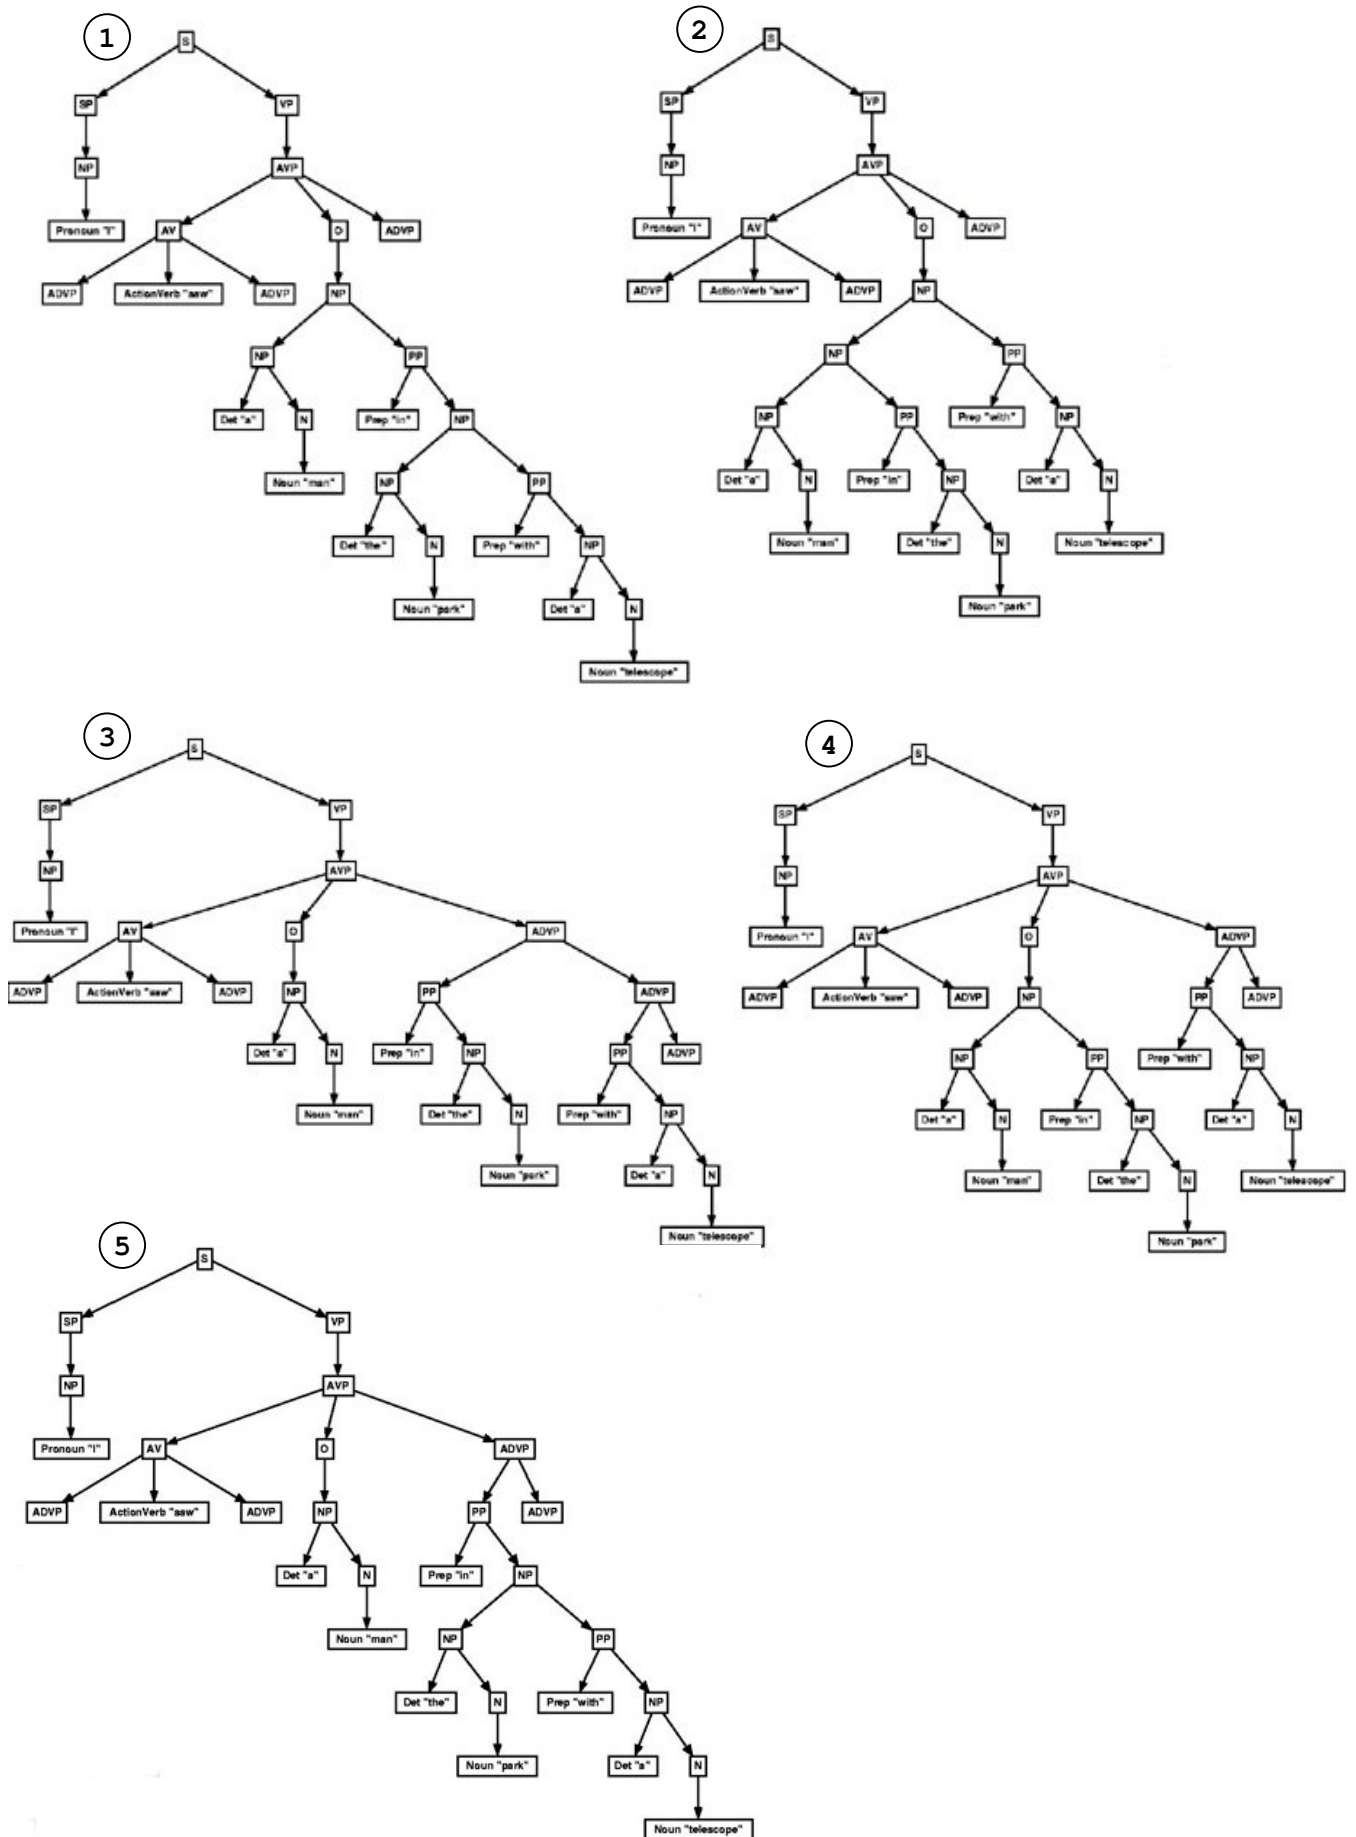 1
S
SP VP
NP AVP
Pronoun "I" AV O ADVP
ADVP ActionVerb "saw" ADVP NP
NP PP
Det "a" N Prep "in" NP
Noun "man" NP PP
Det "the" N Prep "with" NP
Noun "park" Det "a" N
Noun "telescope"
2
S
SP VP
NP AVP
Pronoun "I" AV O ADVP
ADVP ActionVerb "saw" ADVP NP
NP PP
NP PP Prep "with" NP
Det "a" N Prep "in" NP Det "a" N
Noun "man" Det "the" N Noun "telescope"
Noun "park"
3
S
SP VP
NP AVP
Pronoun "I" AV O ADVP
ADVP ActionVerb "saw" ADVP NP PP ADVP
Det "a" N Prep "in" NP PP ADVP
Noun "man" Det "the" N Prep "with" NP
Noun "park" Det "a" N
Noun "telescope"
4
S
SP VP
NP AVP
Pronoun "I" AV O ADVP
ADVP ActionVerb "saw" ADVP NP PP ADVP
NP PP Prep "with" NP
Det "a" N Prep "in" NP Det "a" N
Noun "man" Det "the" N Noun "telescope"
Noun "park"
5
S
SP VP
NP AVP
Pronoun "I" AV O ADVP
ADVP ActionVerb "saw" ADVP NP PP ADVP
Det "a" N Prep "in" NP
Noun "man" NP PP
Det "the" N Prep "with" NP
Noun "park" Det "a" N
Noun "telescope"